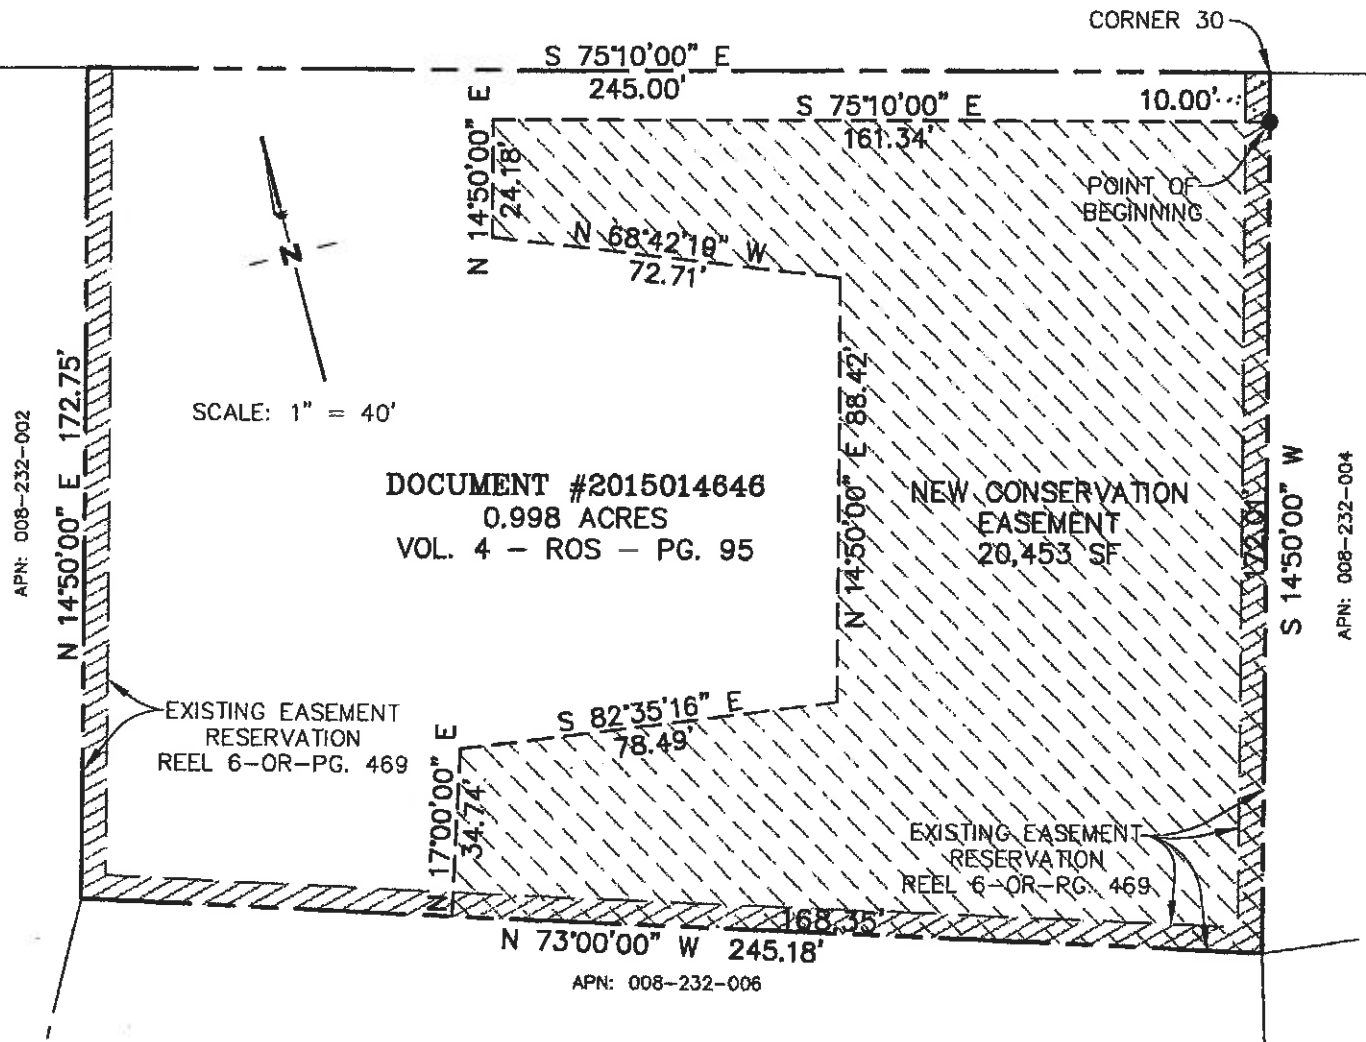 CORNER 30
S 75°10'00" E
245.00'
S 75°10'00" E
10.00'
161.34'
N 14°50'00" E
24.18'
POINT OF
BEGINNING
N 68°42'19" W
72.71'
N 14°50'00" E 172.75'
APN: 008-232-002
SCALE: 1" = 40'
N
N 14°50'00" E 88.42'
DOCUMENT #2015014646
0.998 ACRES
VOL. 4 - ROS - PG. 95
NEW CONSERVATION
EASEMENT
20,453 SF
S 14°50'00" W
APN: 008-232-004
EXISTING EASEMENT
RESERVATION
REEL 6-OR-PG. 469
S 82°35'16" E
78.49'
N 17°00'00" E
34.74'
EXISTING EASEMENT
RESERVATION
REEL 6-OR-PG. 469
168.35'
N 73°00'00" W 245.18'
APN: 008-232-006